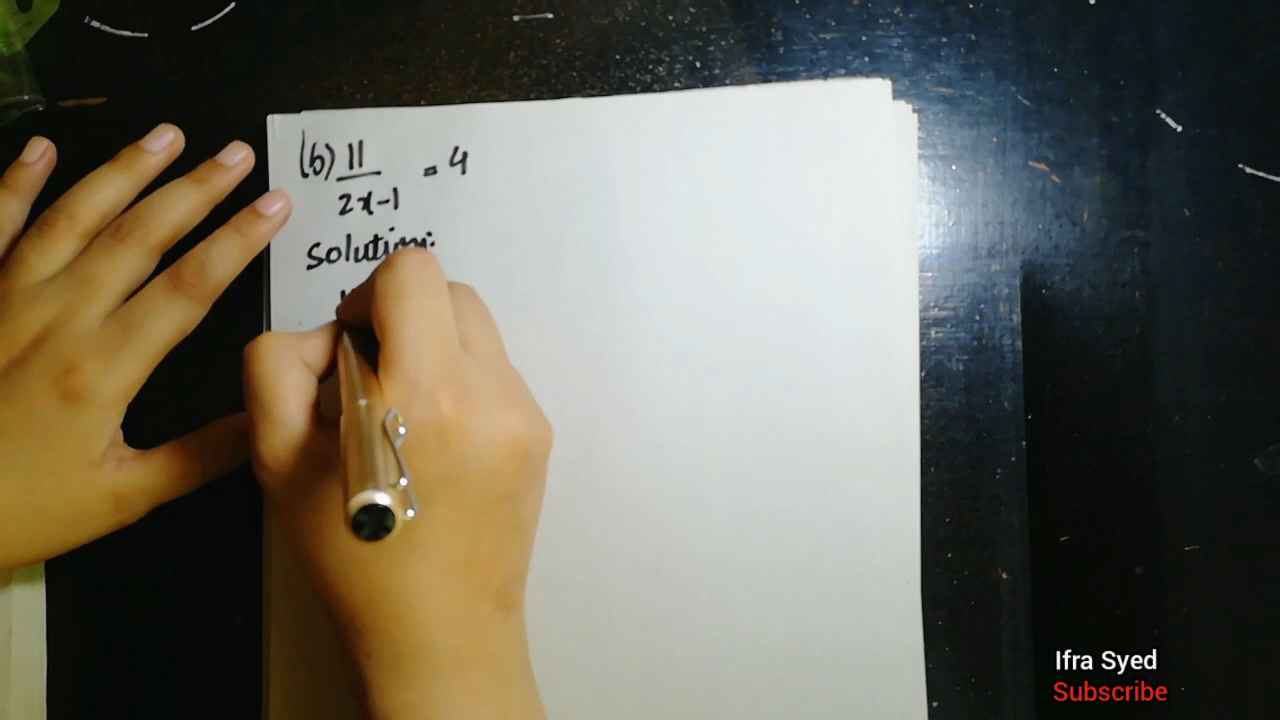 (b) 11
2x-1 = 4
Solution:
Ifra Syed
Subscribe